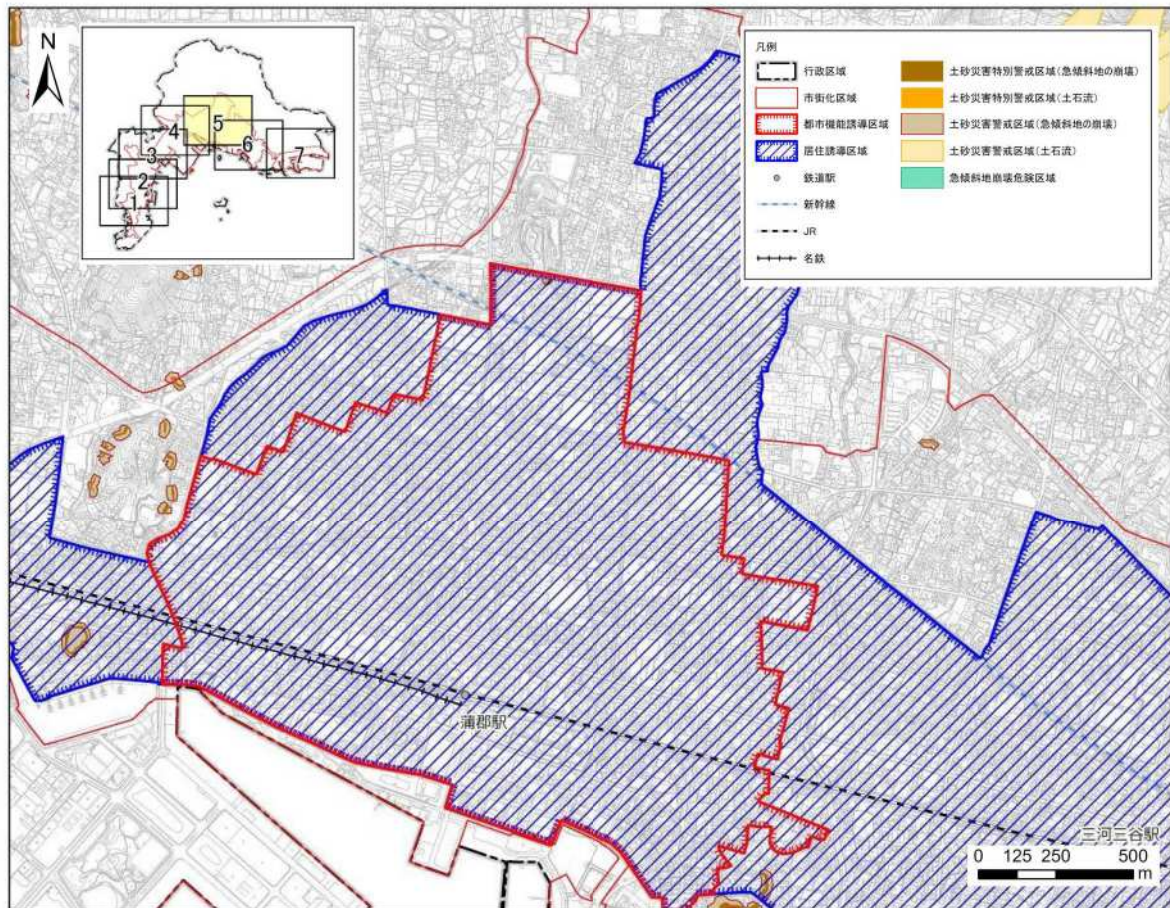 N
1
2
3
4
5
6
7
凡例
行政区域
市街化区域
都市機能誘導区域
居住誘導区域
鉄道駅
新幹線
JR
名鉄
土砂災害特別警戒区域(急傾斜地の崩壊)
土砂災害特別警戒区域(土石流)
土砂災害警戒区域(急傾斜地の崩壊)
土砂災害警戒区域(土石流)
急傾斜地崩壊危険区域
蒲郡駅
三河三谷駅
0 125 250 500
m